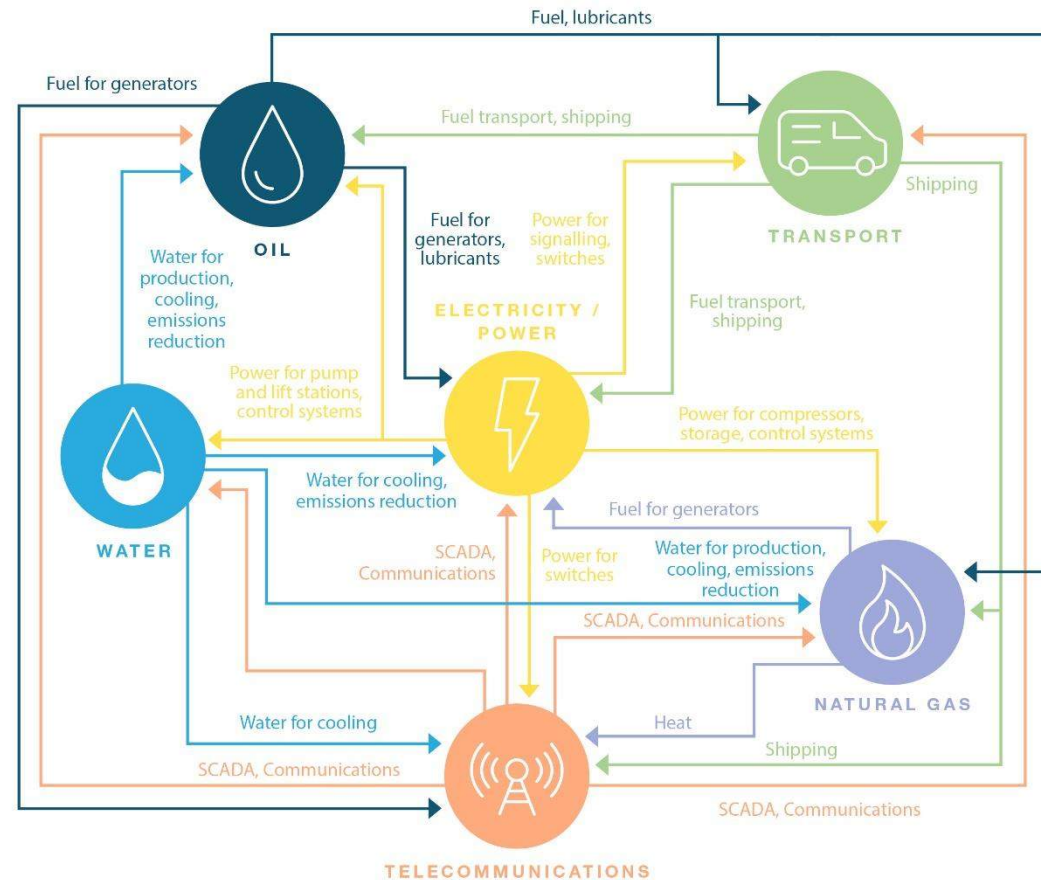 Fuel, lubricants
Fuel for generators
Fuel transport, shipping
Shipping
OIL
Fuel for
generators,
lubricants
Power for
signalling,
switches
TRANSPORT
Water for
production,
cooling,
emissions
reduction
ELECTRICITY /
POWER
Fuel transport,
shipping
Power for pump
and lift stations,
control systems
Power for compressors,
storage, control systems
Water for cooling,
emissions reduction
Fuel for generators
WATER
SCADA,
Communications
Power for
switches
Water for production,
cooling, emissions
reduction
SCADA, Communications
NATURAL GAS
Water for cooling
Heat
Shipping
SCADA, Communications
SCADA, Communications
TELECOMMUNICATIONS